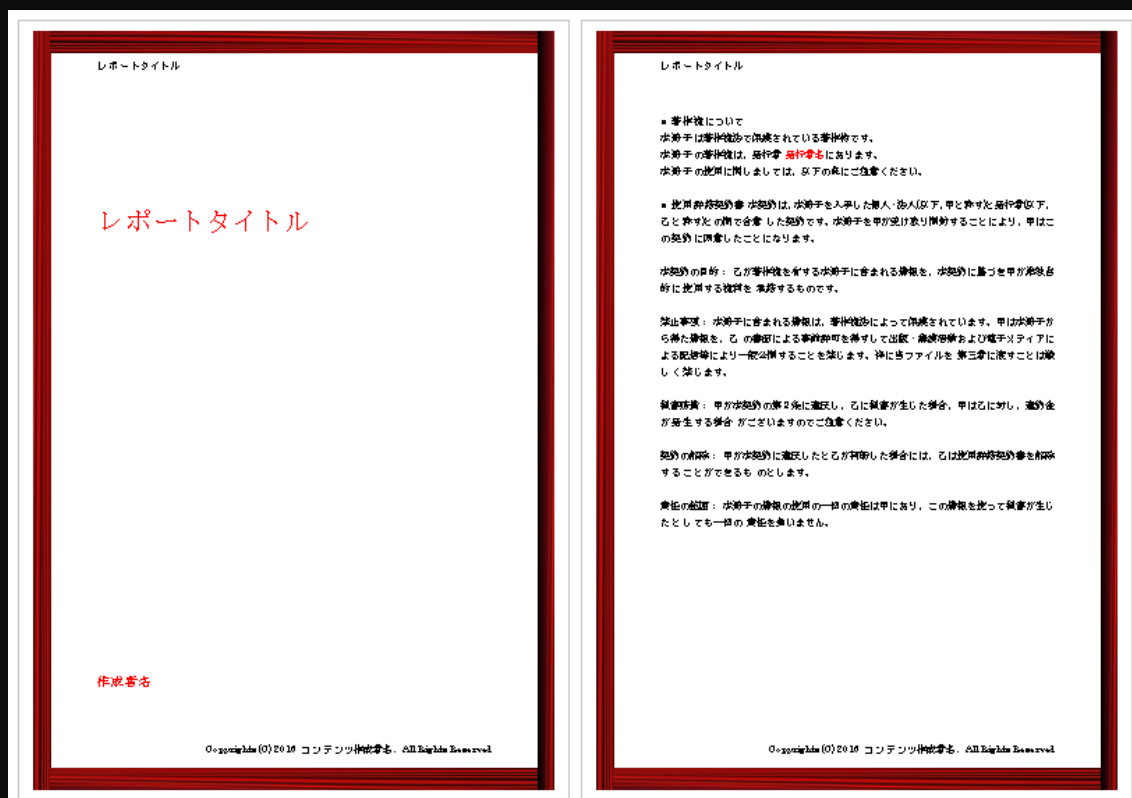 レポートタイトル
レポートタイトル
作成者名
Copyrights (C) 2016 コンテンツ作成者名. All Rights Reserved
レポートタイトル
■ 著作権について
本冊子は著作権法で保護されている著作物です。
本冊子の著作権は、発行者 発行者名にあります。
本冊子の使用に関しましては、以下の点にご注意ください。
■ 使用許諾契約書 本契約は、本冊子を入手した個人・法人(以下、甲と称す)と発行者(以下、
乙と称す)との間で合意 した契約です。本冊子を甲が受け取り開封することにより、甲はこ
の契約に同意したことになります。
本契約の目的： 乙が著作権を有する本冊子に含まれる情報を、本契約に基づき甲が非独占
的に使用する権利を 承諾するものです。
禁止事項： 本冊子に含まれる情報は、著作権法によって保護されています。甲は本冊子か
ら得た情報を、乙 の書面による事前許可を得ずして出版・講演活動および電子メディアに
よる配信等により一般公開することを禁じます。特に当ファイルを 第三者に渡すことは厳
しく禁じます。
損害賠償： 甲が本契約の第２条に違反し、乙に損害が生じた場合、甲は乙に対し、違約金
が発生する場合 がございますのでご注意ください。
契約の解除： 甲が本契約に違反したと乙が判断した場合には、乙は使用許諾契約書を解除
することができるも のとします。
責任の範囲： 本冊子の情報の使用の一切の責任は甲にあり、この情報を使って損害が生じ
たとしても一切の 責任を負いません。
Copyrights (C) 2016 コンテンツ作成者名. All Rights Reserved